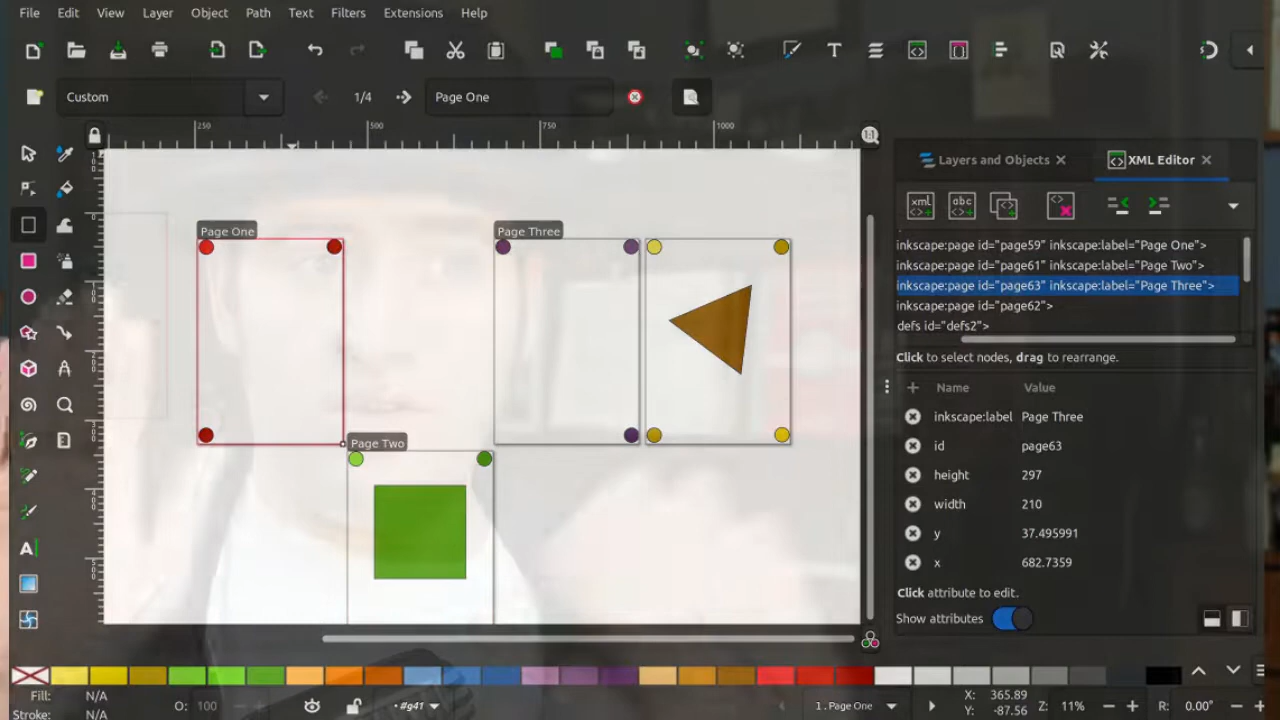 File Edit View Layer Object Path Text Filters Extensions Help
Custom 1/4 Page One
250 500 750 1000
Layers and Objects XML Editor
xml abc
inkscape:page id="page59" inkscape:label="Page One">
inkscape:page id="page61" inkscape:label="Page Two">
inkscape:page id="page63" inkscape:label="Page Three">
inkscape:page id="page62">
defs id="defs2">
Click to select nodes, drag to rearrange.
Name Value
inkscape:label Page Three
id page63
height 297
width 210
y 37.495991
x 682.7359
Click attribute to edit.
Show attributes
Page One
Page Three
Page Two
Fill: N/A
Stroke: N/A
O: 100
#g41
1. Page One
X: 365.89
Y: -87.56
Z: 11%
R: 0.00°